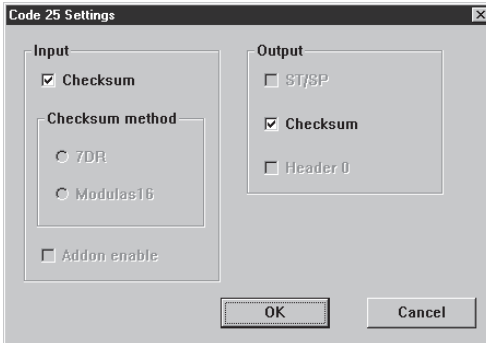 Code 25 Settings
Input
Checksum
Checksum method
7DR
Modulas16
Addon enable
Output
ST/SP
Checksum
Header 0
OK
Cancel